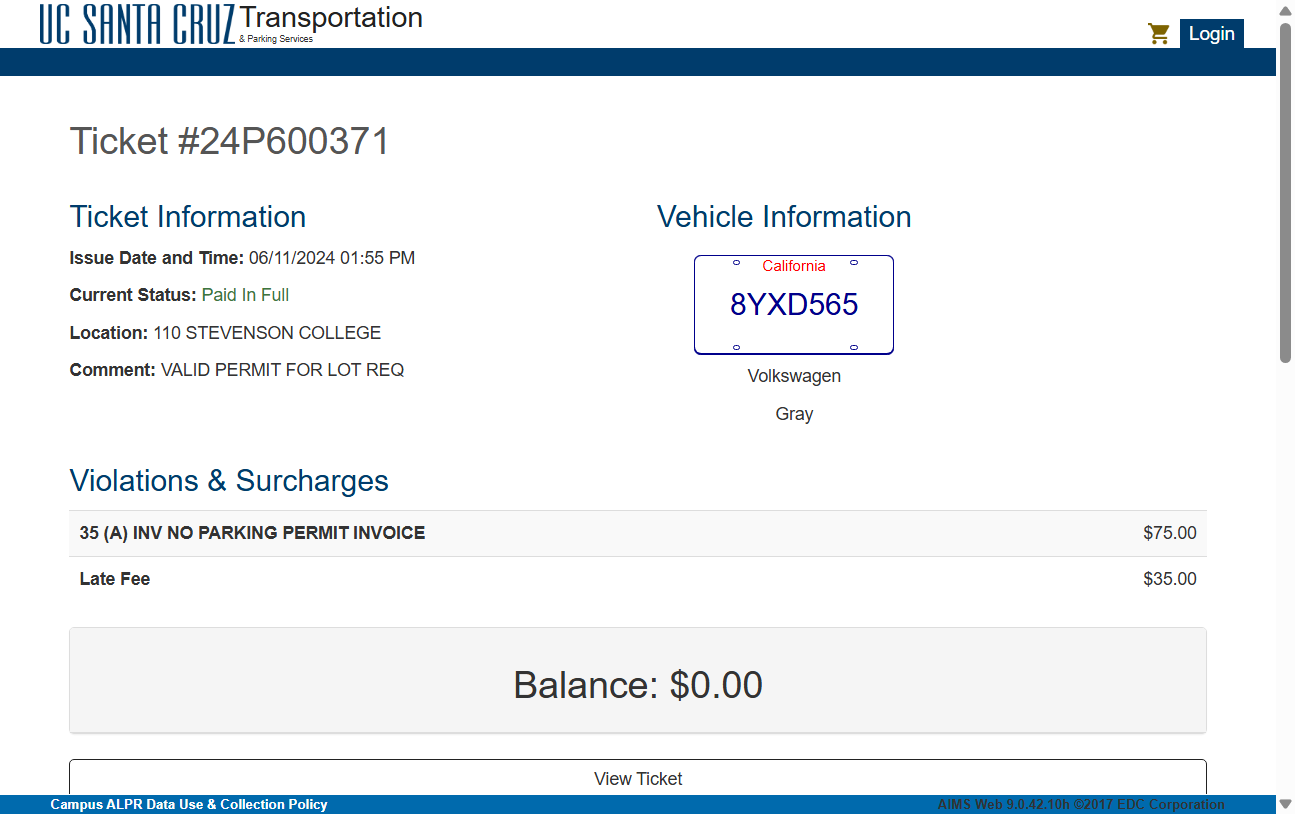 UC SANTA CRUZ Transportation
& Parking Services
Login
Ticket #24P600371
Ticket Information
Issue Date and Time: 06/11/2024 01:55 PM
Current Status: Paid In Full
Location: 110 STEVENSON COLLEGE
Comment: VALID PERMIT FOR LOT REQ
Vehicle Information
California
8YXD565
Volkswagen
Gray
Violations & Surcharges
35 (A) INV NO PARKING PERMIT INVOICE $75.00
Late Fee $35.00
Balance: $0.00
View Ticket
Campus ALPR Data Use & Collection Policy
AIMS Web 9.0.42.10h ©2017 EDC Corporation